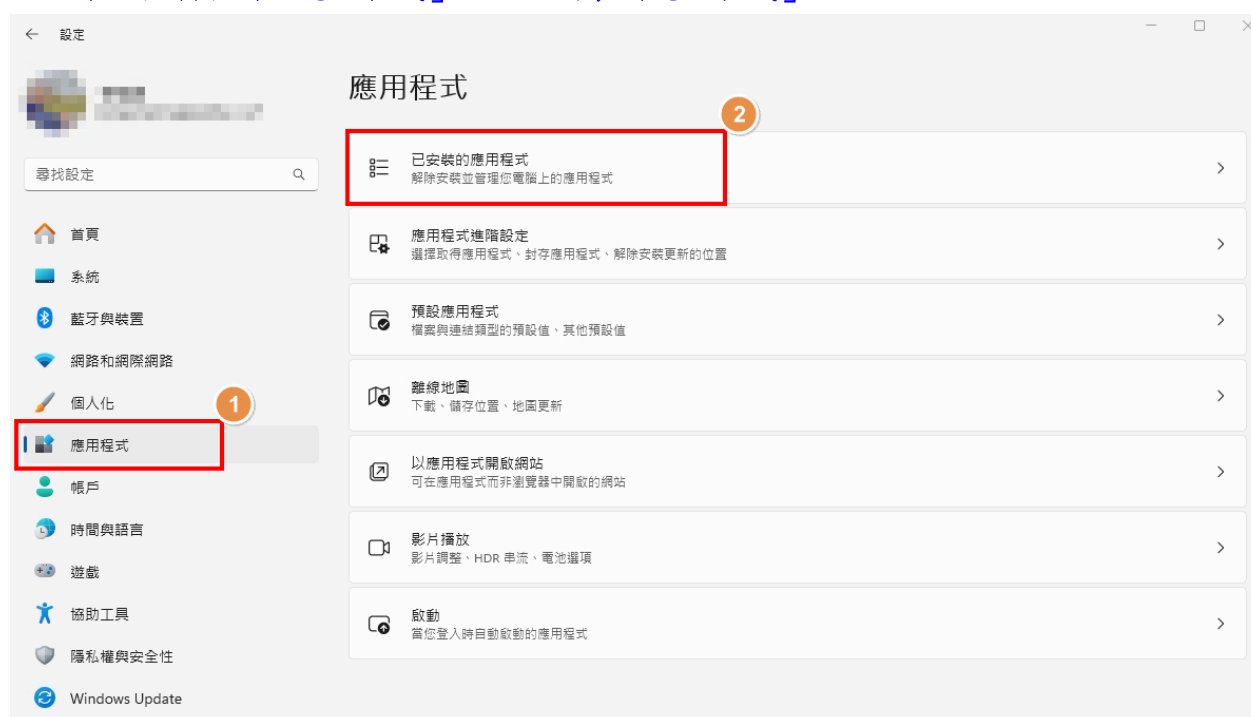 設定
應用程式
2
已安裝的應用程式
解除安裝並管理您電腦上的應用程式
尋找設定
首頁
應用程式進階設定
選擇取得應用程式、封存應用程式、解除安裝更新的位置
系統
藍牙與裝置
預設應用程式
檔案與連結類型的預設值、其他預設值
網路和網際網路
個人化
1
離線地圖
下載、儲存位置、地圖更新
應用程式
以應用程式開啟網站
可在應用程式而非瀏覽器中開啟的網站
帳戶
時間與語言
影片播放
影片調整、HDR 串流、電池選項
遊戲
協助工具
啟動
當您登入時自動啟動的應用程式
隱私權與安全性
Windows Update